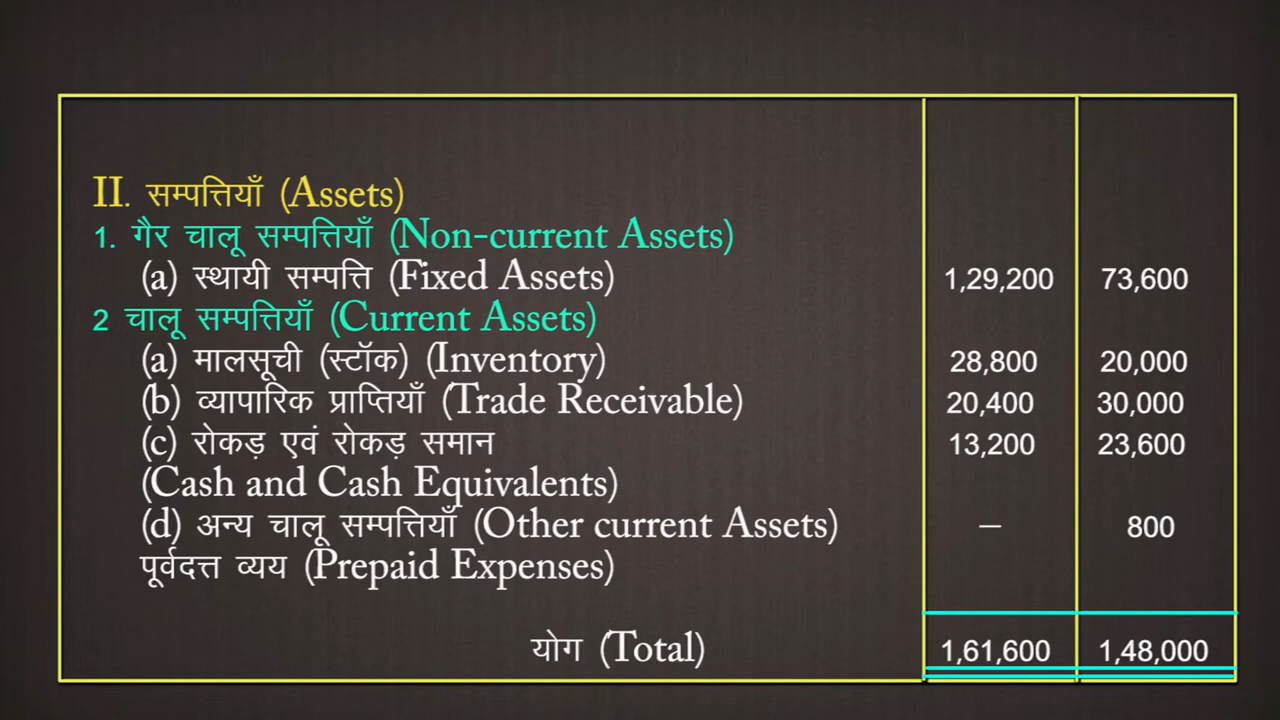 II. सम्पत्तियाँ (Assets)
1. गैर चालू सम्पत्तियाँ (Non-current Assets)
(a) स्थायी सम्पत्ति (Fixed Assets) 1,29,200 73,600
2 चालू सम्पत्तियाँ (Current Assets)
(a) मालसूची (स्टॉक) (Inventory) 28,800 20,000
(b) व्यापारिक प्राप्तियाँ (Trade Receivable) 20,400 30,000
(c) रोकड़ एवं रोकड़ समान 13,200 23,600
(Cash and Cash Equivalents)
(d) अन्य चालू सम्पत्तियाँ (Other current Assets) — 800
पूर्वदत्त व्यय (Prepaid Expenses)
योग (Total) 1,61,600 1,48,000